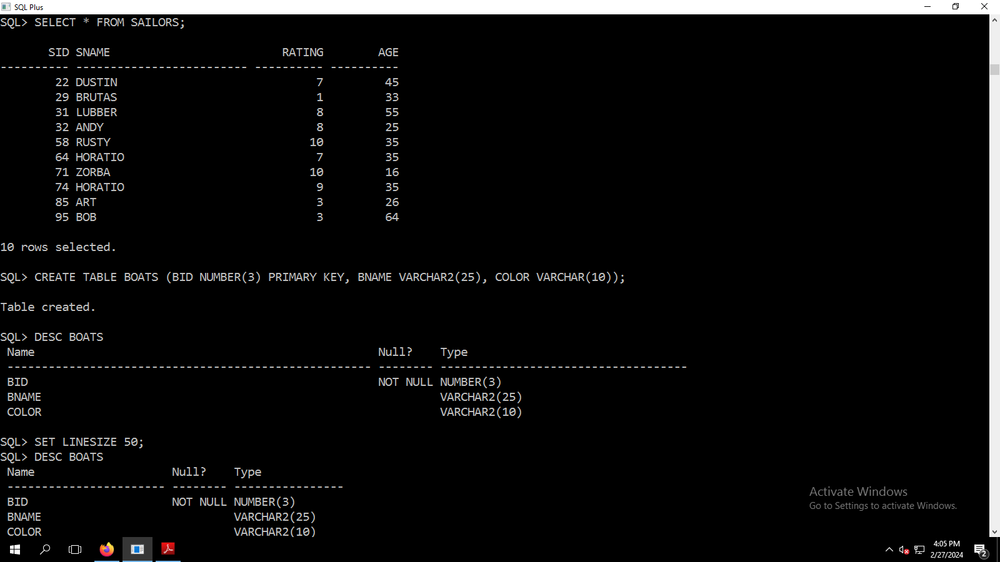 SQL Plus
SQL> SELECT * FROM SAILORS;
SID SNAME RATING AGE
---------- ------------------------- ---------- ----------
22 DUSTIN 7 45
29 BRUTAS 1 33
31 LUBBER 8 55
32 ANDY 8 25
58 RUSTY 10 35
64 HORATIO 7 35
71 ZORBA 10 16
74 HORATIO 9 35
85 ART 3 26
95 BOB 3 64
10 rows selected.
SQL> CREATE TABLE BOATS (BID NUMBER(3) PRIMARY KEY, BNAME VARCHAR2(25), COLOR VARCHAR(10));
Table created.
SQL> DESC BOATS
Name Null? Type
----------------------------------------------------- -------- ------------------------------------
BID NOT NULL NUMBER(3)
BNAME VARCHAR2(25)
COLOR VARCHAR2(10)
SQL> SET LINESIZE 50;
SQL> DESC BOATS
Name Null? Type
----------------------- -------- ----------------
BID NOT NULL NUMBER(3)
BNAME VARCHAR2(25)
COLOR VARCHAR2(10)
Activate Windows
Go to Settings to activate Windows.
4:05 PM
2/27/2024
2